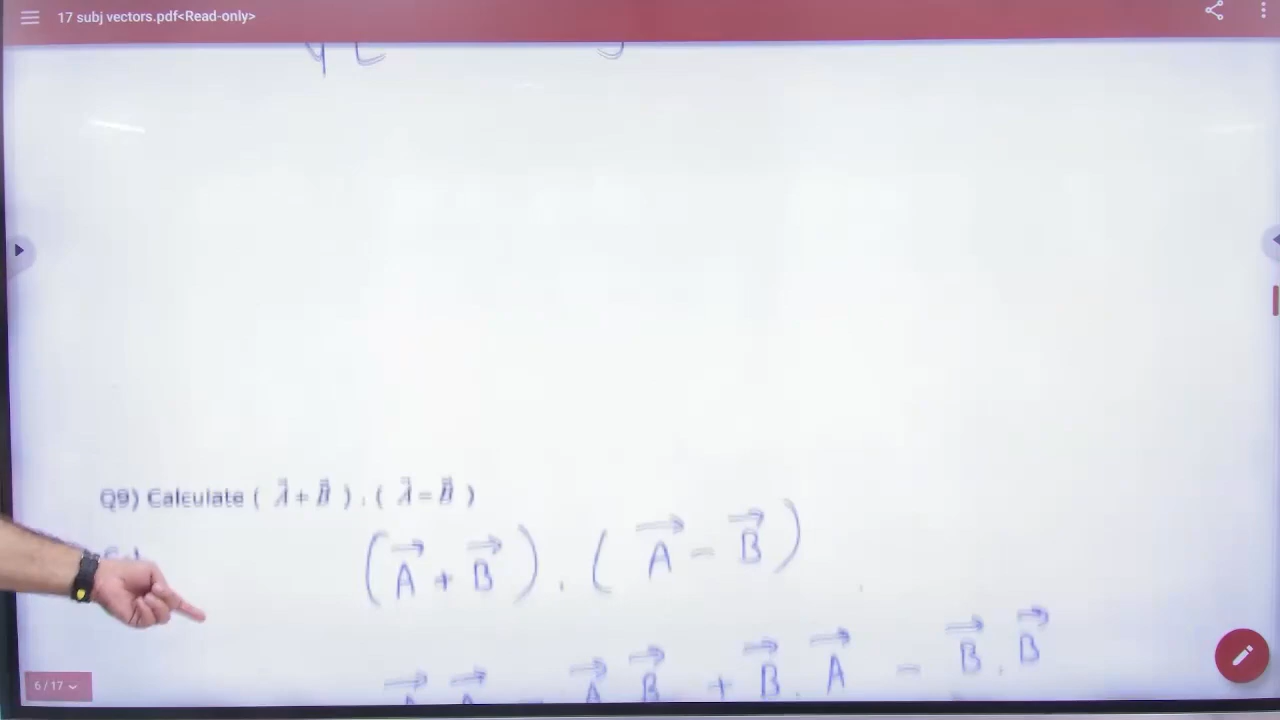 17 subj vectors.pdf<Read-only>
Q9) Calculate ( A⃗ + B⃗ ) . ( A⃗ – B⃗ )
( A⃗ + B⃗ ) . ( A⃗ – B⃗ )
A⃗ A⃗ – A⃗ B⃗ + B⃗ . A⃗ – B⃗ . B⃗
6 / 17